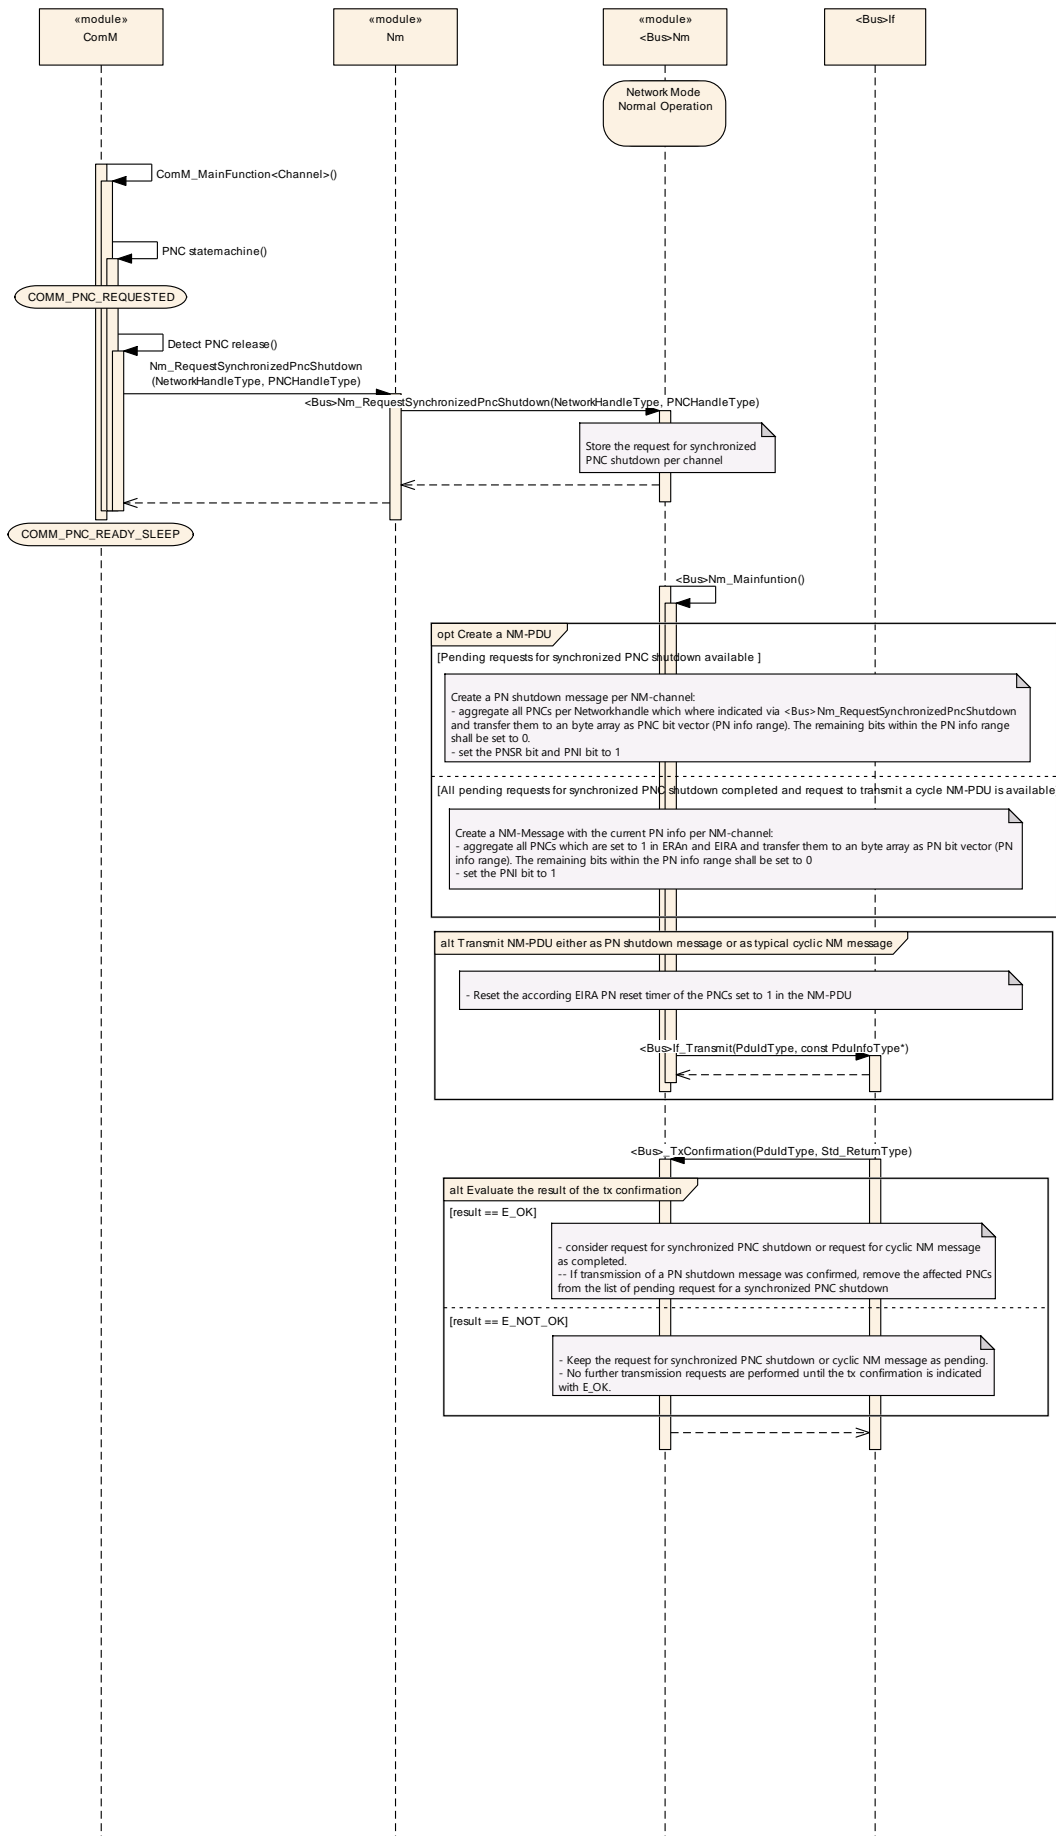 «module»
ComM
«module»
Nm
«module»
<Bus>Nm
<Bus>If
Network Mode
Normal Operation
ComM_MainFunction<Channel>()
PNC statemachine()
COMM_PNC_REQUESTED
Detect PNC release()
Nm_RequestSynchronizedPncShutdown
(NetworkHandleType, PNCHandleType)
<Bus>Nm_RequestSynchronizedPncShutdown(NetworkHandleType, PNCHandleType)
Store the request for synchronized
PNC shutdown per channel
COMM_PNC_READY_SLEEP
<Bus>Nm_Mainfuntion()
opt Create a NM-PDU
[Pending requests for synchronized PNC shutdown available ]
Create a PN shutdown message per NM-channel:
- aggregate all PNCs per Networkhandle which where indicated via <Bus>Nm_RequestSynchronizedPncShutdown
and transfer them to an byte array as PNC bit vector (PN info range). The remaining bits within the PN info range
shall be set to 0.
- set the PNSR bit and PNI bit to 1
[All pending requests for synchronized PNC shutdown completed and request to transmit a cycle NM-PDU is available
Create a NM-Message with the current PN info per NM-channel:
- aggregate all PNCs which are set to 1 in ERAn and EIRA and transfer them to an byte array as PN bit vector (PN
info range). The remaining bits within the PN info range shall be set to 0
- set the PNI bit to 1
alt Transmit NM-PDU either as PN shutdown message or as typical cyclic NM message
- Reset the according EIRA PN reset timer of the PNCs set to 1 in the NM-PDU
<Bus>If_Transmit(PduIdType, const PduInfoType*)
<Bus>_TxConfirmation(PduIdType, Std_ReturnType)
alt Evaluate the result of the tx confirmation
[result == E_OK]
- consider request for synchronized PNC shutdown or request for cyclic NM message
as completed.
-- If transmission of a PN shutdown message was confirmed, remove the affected PNCs
from the list of pending request for a synchronized PNC shutdown
[result == E_NOT_OK]
- Keep the request for synchronized PNC shutdown or cyclic NM message as pending.
- No further transmission requests are performed until the tx confirmation is indicated
with E_OK.